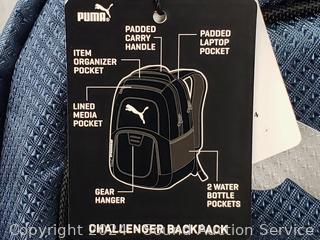 PUMA
PADDED
CARRY
HANDLE
PADDED
LAPTOP
POCKET
ITEM
ORGANIZER
POCKET
LINED
MEDIA
POCKET
GEAR
HANGER
2 WATER
BOTTLE
POCKETS
CHALLENGER BACKPACK
Auction Service